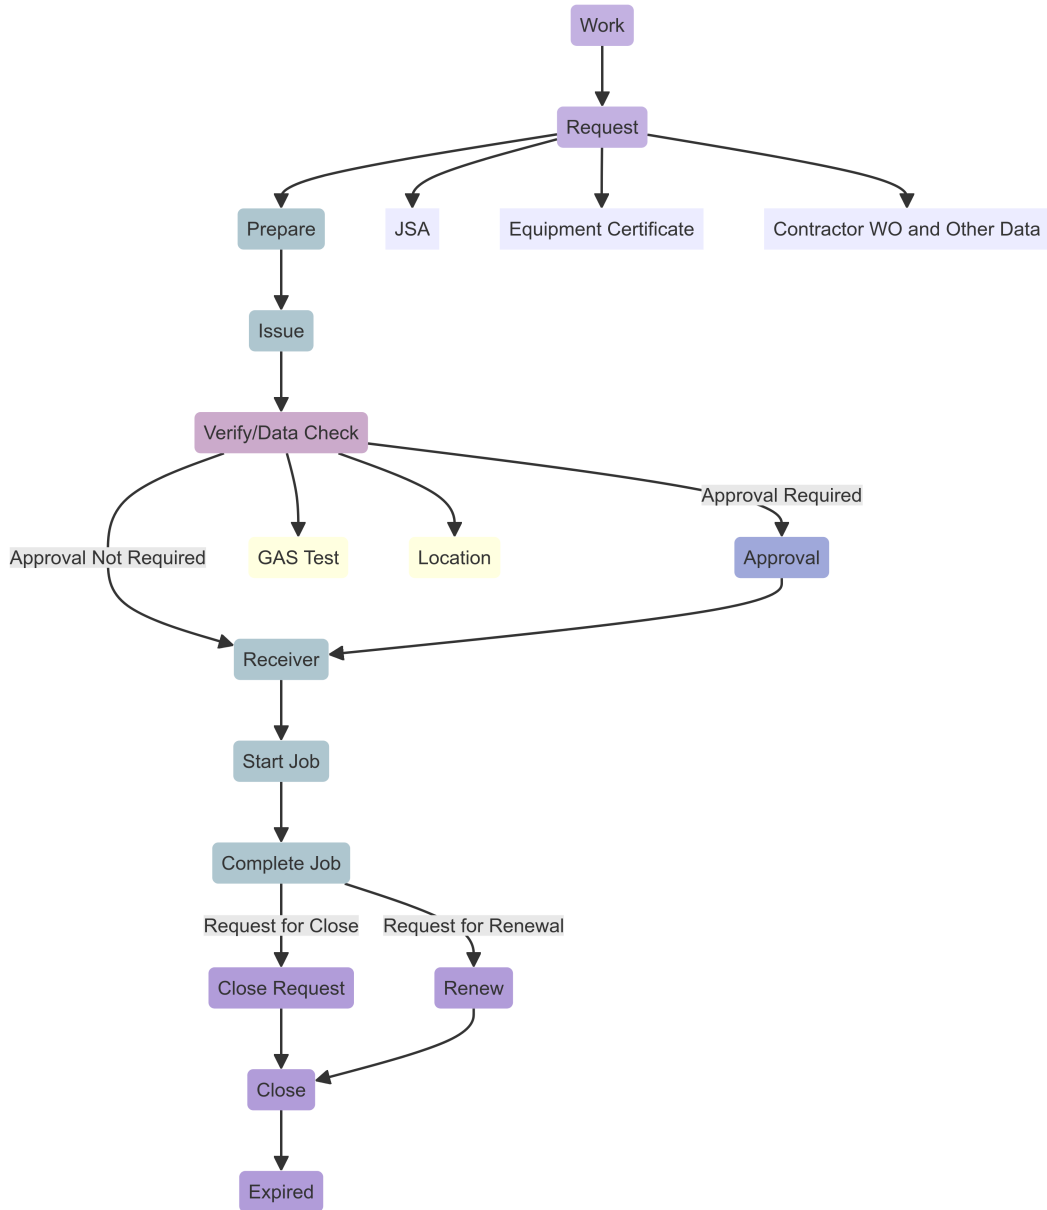 Work
Request
Prepare
JSA
Equipment Certificate
Contractor WO and Other Data
Issue
Verify/Data Check
Approval Required
Approval Not Required
GAS Test
Location
Approval
Receiver
Start Job
Complete Job
Request for Close
Request for Renewal
Close Request
Renew
Close
Expired